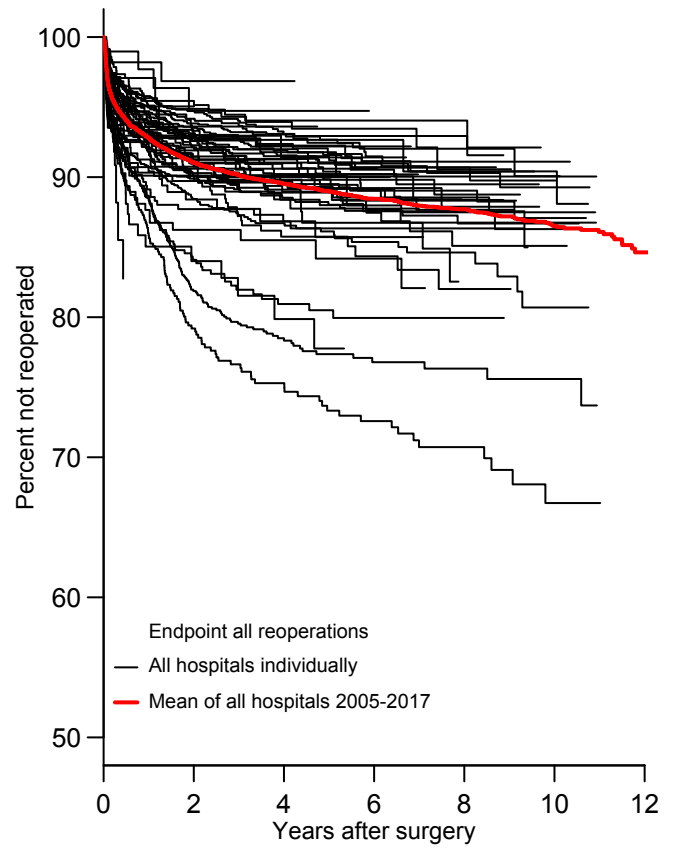 100
90
80
70
60
50
Percent not reoperated
Endpoint all reoperations
All hospitals individually
Mean of all hospitals 2005-2017
0 2 4 6 8 10 12
Years after surgery